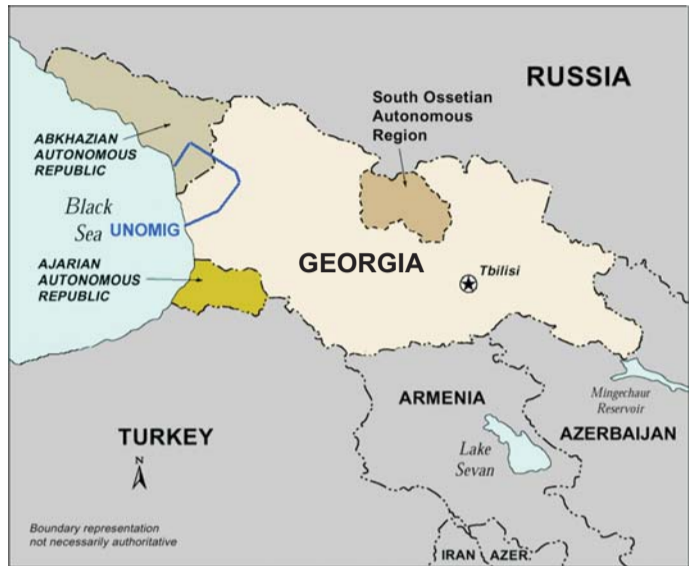 RUSSIA
South Ossetian
Autonomous
Region
ABKHAZIAN
AUTONOMOUS
REPUBLIC
Black
Sea
UNOMIG
AJARIAN
AUTONOMOUS
REPUBLIC
GEORGIA
Tbilisi
ARMENIA
Mingechaur
Reservoir
AZERBAIJAN
TURKEY
N
Lake
Sevan
Boundary representation
not necessarily authoritative
IRAN
AZER.